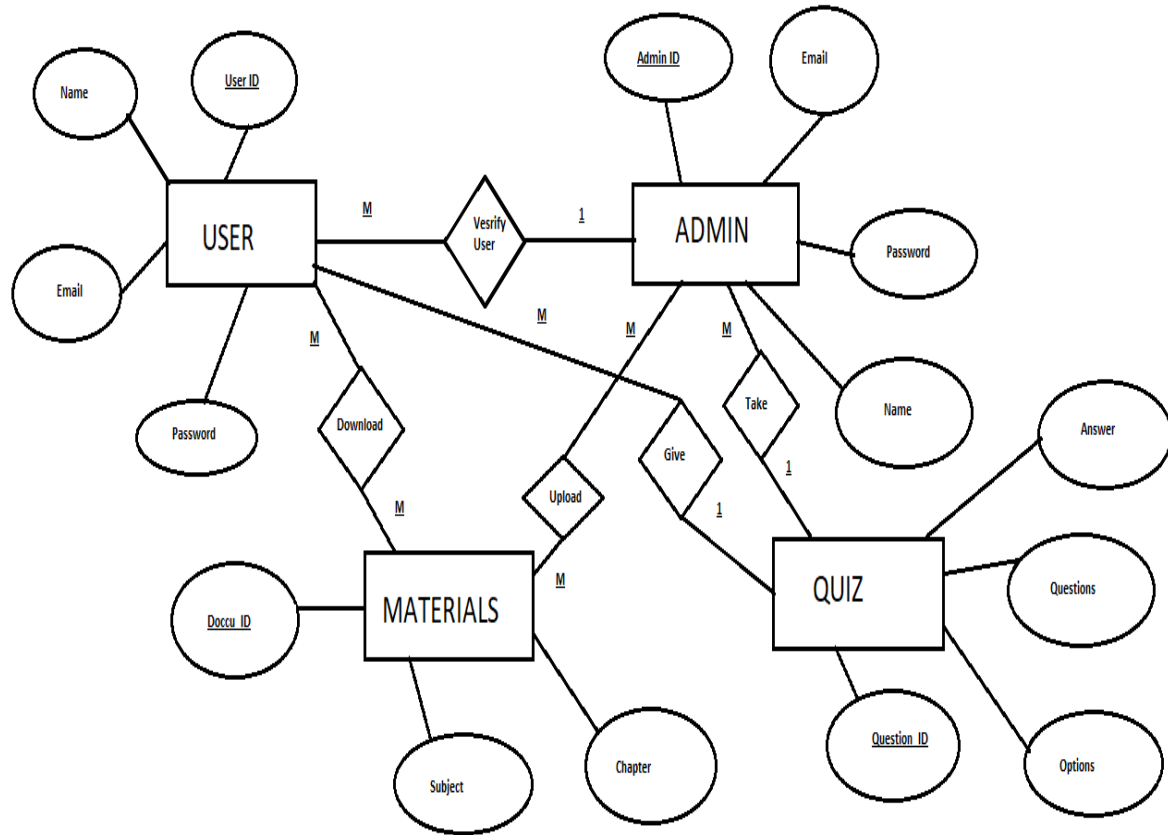 Admin ID
Email
User ID
Name
M
1
Vesrify
User
USER
ADMIN
Password
Email
M
M
M
M
Name
Take
Answer
Password
Download
Give
1
Upload
M
1
M
Questions
QUIZ
MATERIALS
Doccu_ID
Question_ID
Chapter
Options
Subject